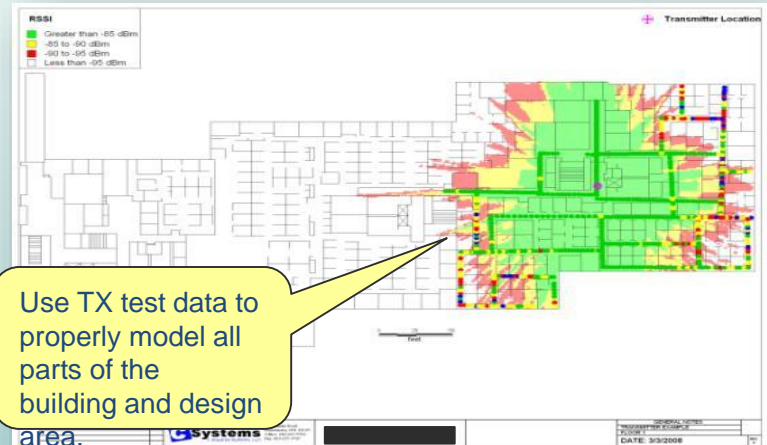 RSSI
Greater than -85 dBm
-85 to -90 dBm
-90 to -95 dBm
Less than -95 dBm
Transmitter Location
Use TX test data to
properly model all
parts of the
building and design
area.
feet
Systems
GENERAL NOTES
TRANSMITTER EXAMPLE
FLOOR 1
DATE: 3/3/2008